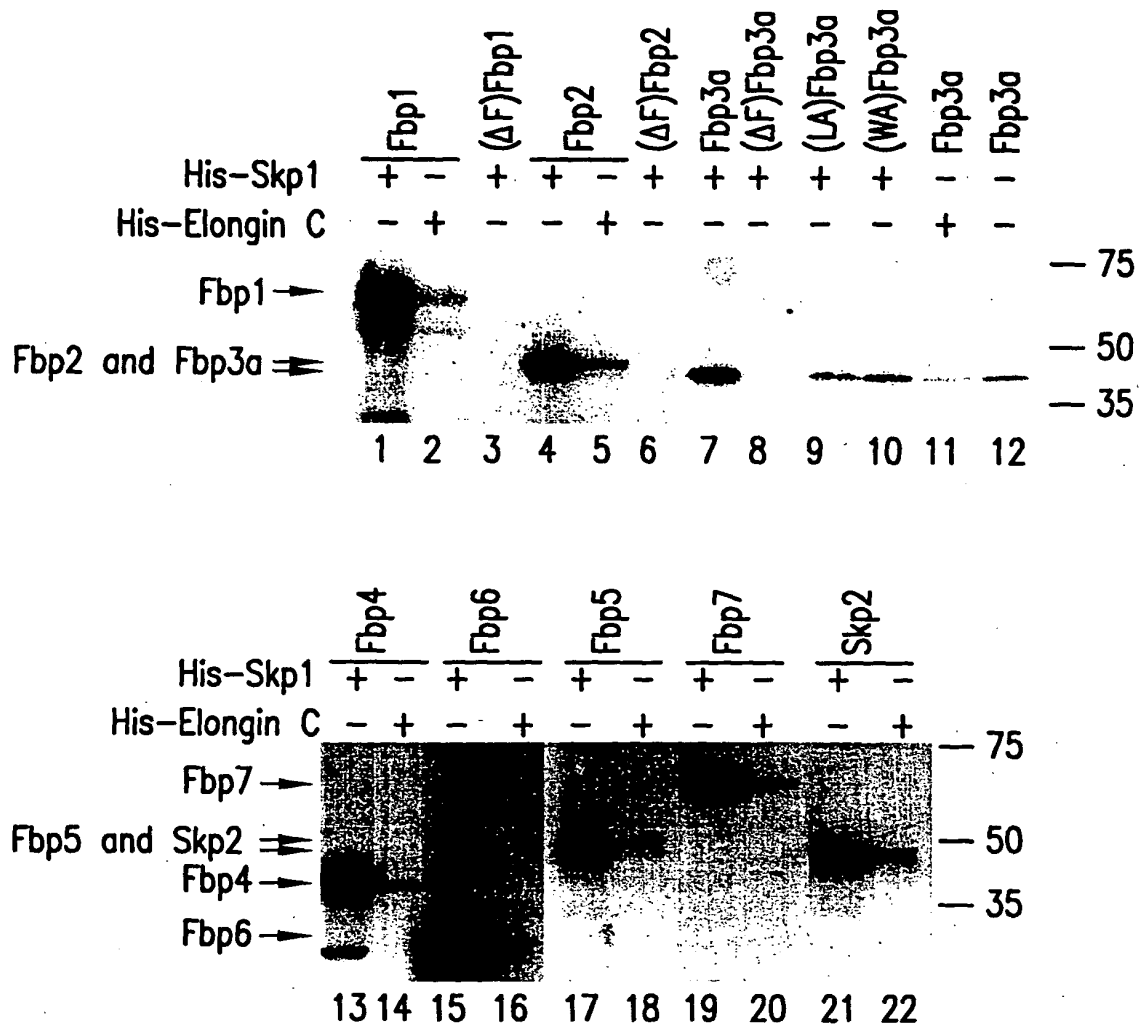 Fbp1 (ΔF)Fbp1 Fbp2 (ΔF)Fbp2 Fbp3a (ΔF)Fbp3a (LA)Fbp3a (WA)Fbp3a Fbp3a Fbp3a
His-Skp1 + - + + - + + + + + - -
His-Elongin C - + - - + - - - - - + -
75
Fbp1
50
Fbp2 and Fbp3a
35
1 2 3 4 5 6 7 8 9 10 11 12
Fbp4 Fbp6 Fbp5 Fbp7 Skp2
His-Skp1 + - + - + - + - + -
His-Elongin C - + - + - + - + - +
75
Fbp7
Fbp5 and Skp2 50
Fbp4
35
Fbp6
13 14 15 16 17 18 19 20 21 22